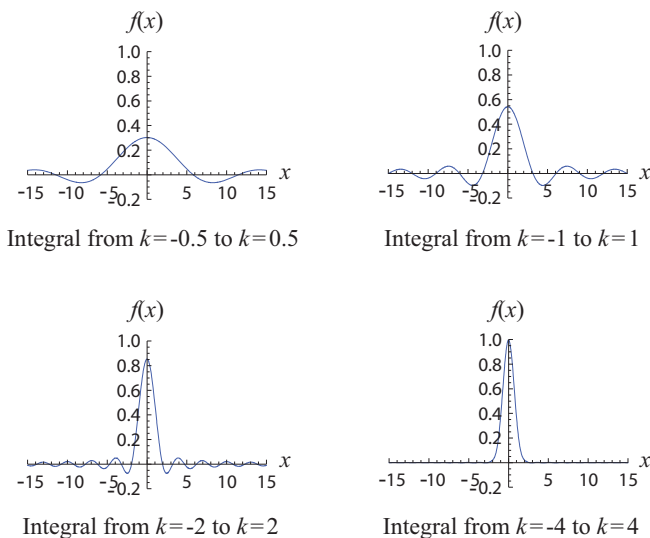 f(x)
1.0
0.8
0.6
0.4
0.2
-15 -10 -5 5 10 15 x
-0.2
Integral from k=-0.5 to k=0.5
f(x)
1.0
0.8
0.6
0.4
0.2
-15 -10 -5 5 10 15 x
-0.2
Integral from k=-1 to k=1
f(x)
1.0
0.8
0.6
0.4
0.2
-15 -10 -5 5 10 15 x
-0.2
Integral from k=-2 to k=2
f(x)
1.0
0.8
0.6
0.4
0.2
-15 -10 -5 5 10 15 x
-0.2
Integral from k=-4 to k=4